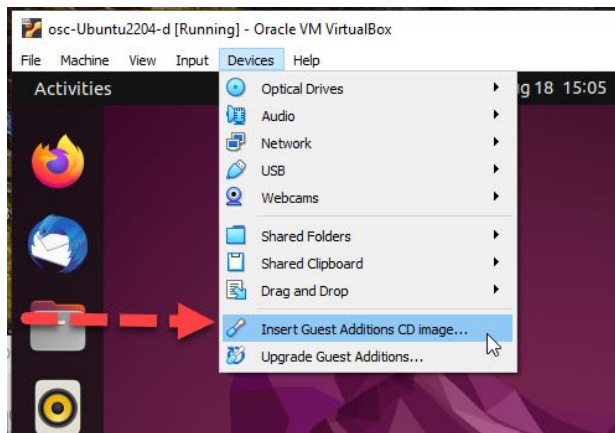 osc-Ubuntu2204-d [Running] - Oracle VM VirtualBox
File Machine View Input Devices Help
Activities
g 18 15:05
Optical Drives
Audio
Network
USB
Webcams
Shared Folders
Shared Clipboard
Drag and Drop
Insert Guest Additions CD image...
Upgrade Guest Additions...